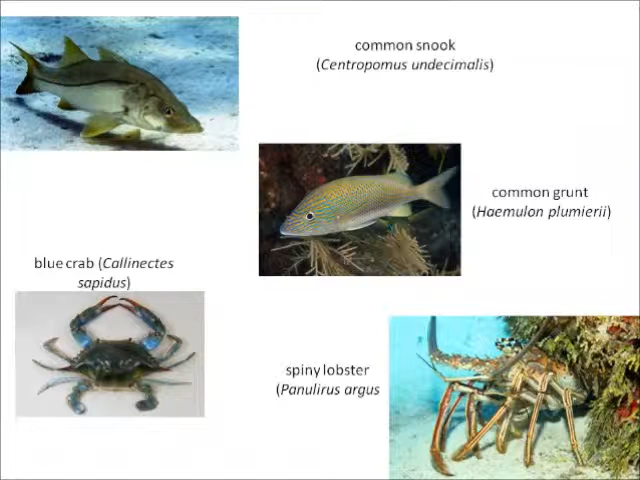 common snook
(Centropomus undecimalis)
common grunt
(Haemulon plumierii)
blue crab (Callinectes
sapidus)
spiny lobster
(Panulirus argus